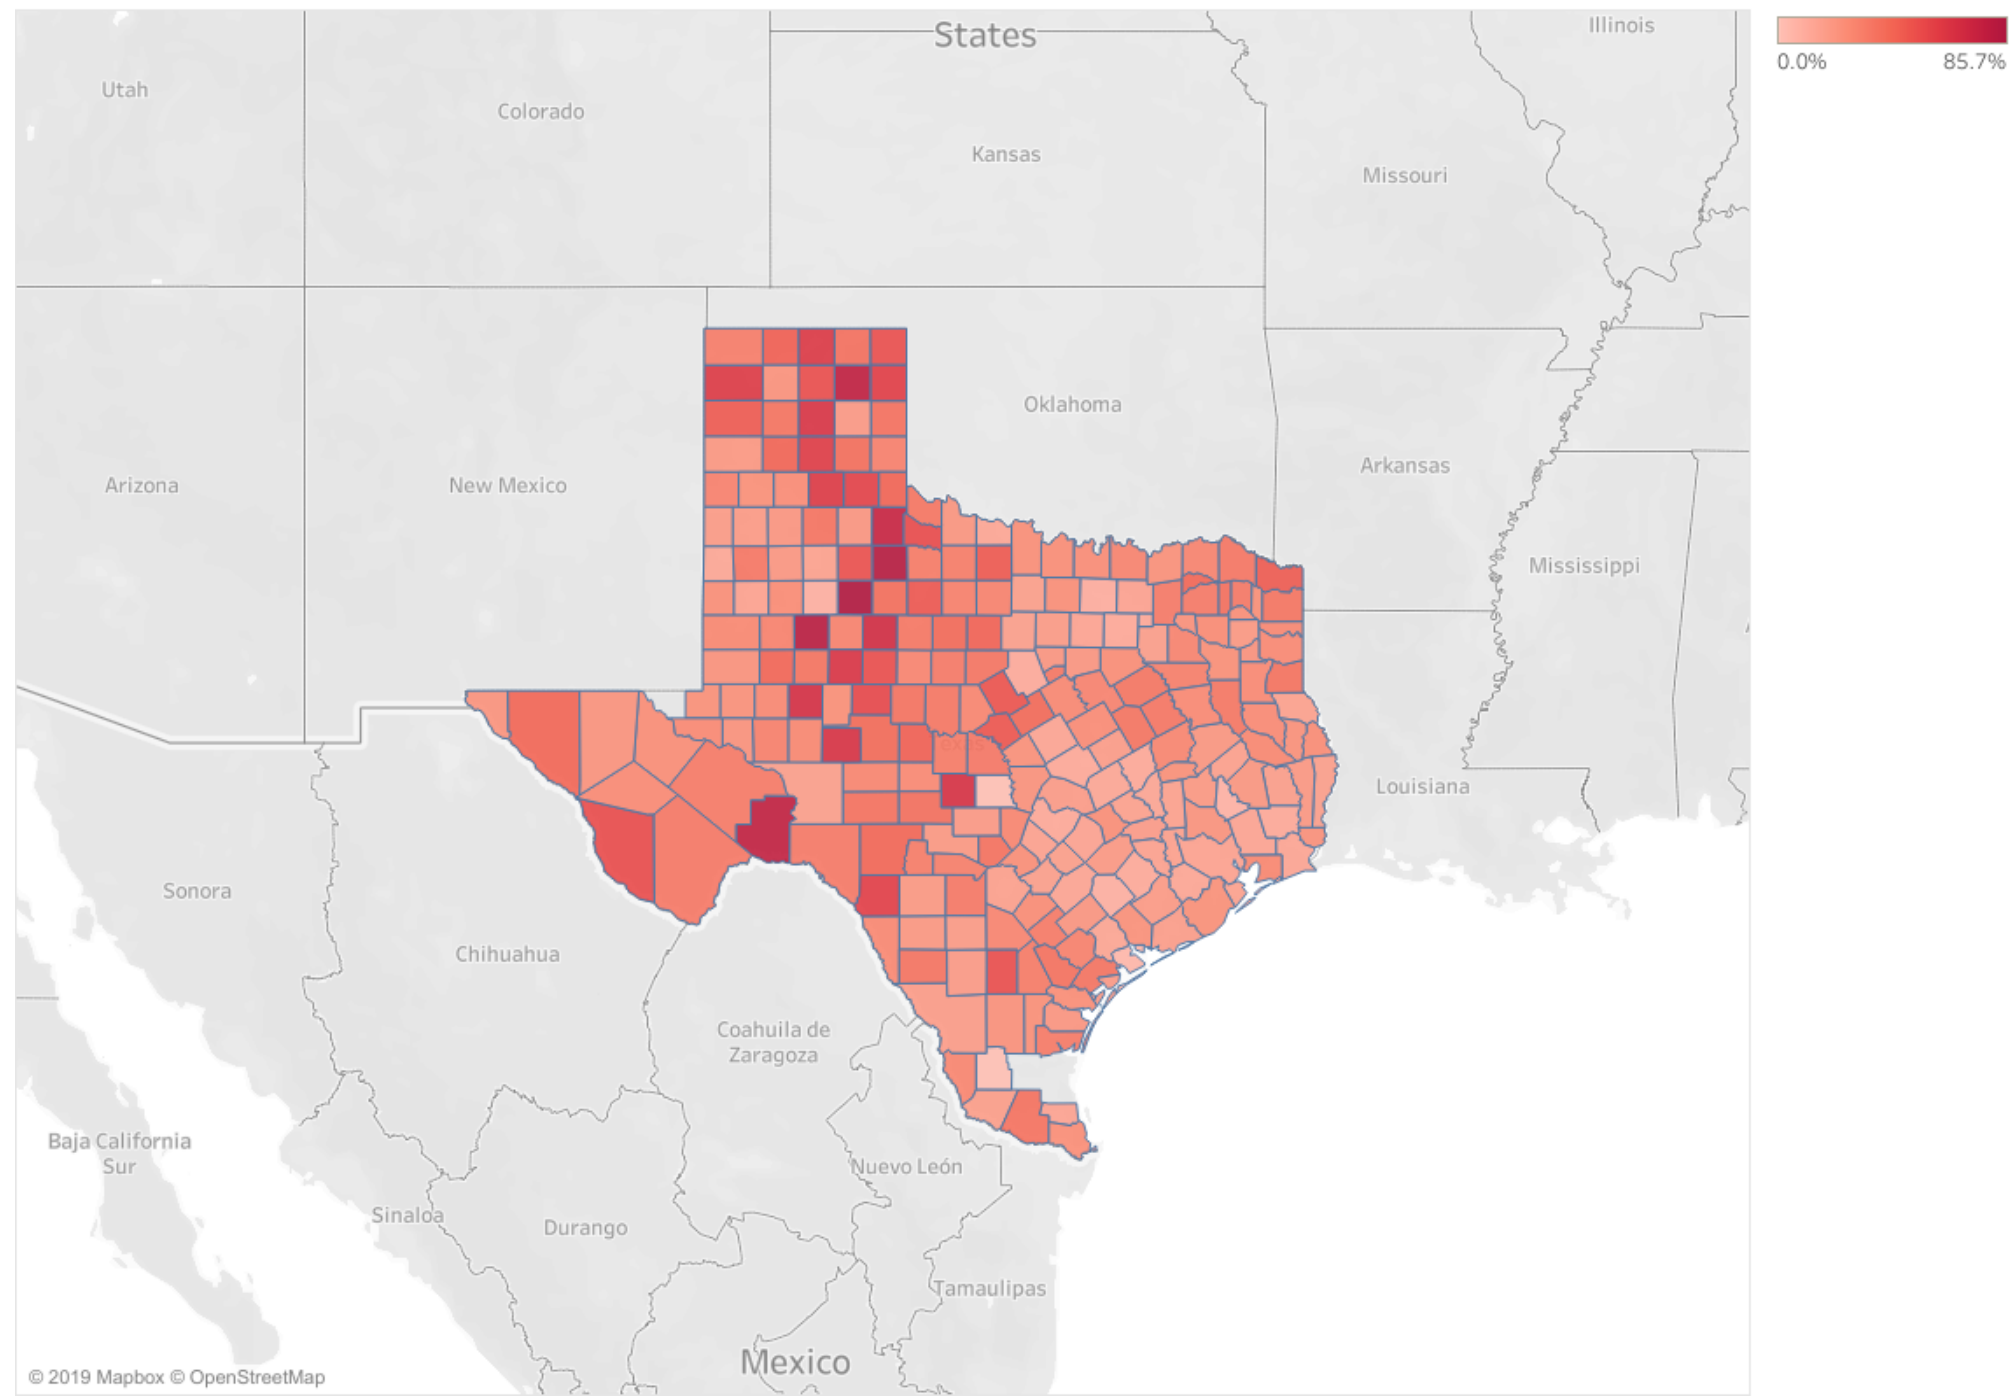 States
Illinois
0.0%
85.7%
Utah
Colorado
Kansas
Missouri
Oklahoma
Arizona
New Mexico
Arkansas
Mississippi
Louisiana
Sonora
Chihuahua
Coahuila de
Zaragoza
Baja California
Sur
Nuevo León
Sinaloa
Durango
Tamaulipas
Mexico
© 2019 Mapbox © OpenStreetMap